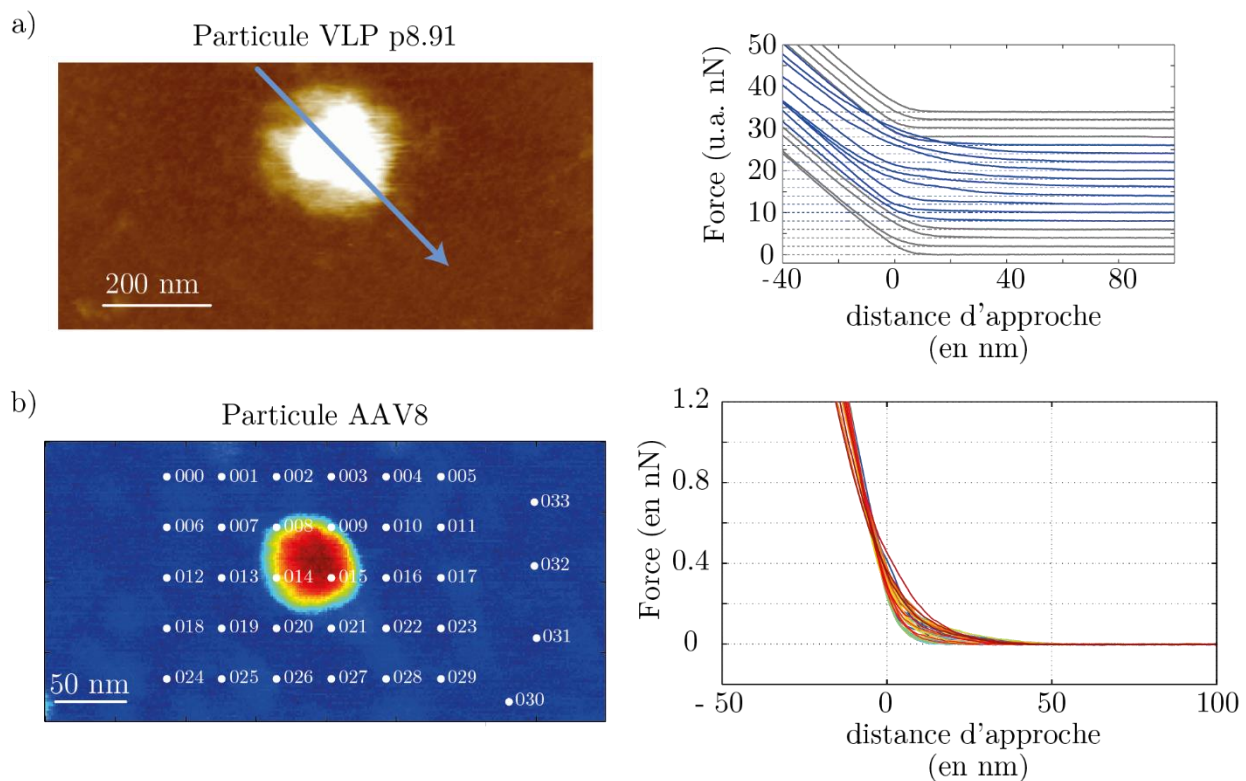 a)
Particule VLP p8.91
200 nm
Force (u.a. nN)
50
40
30
20
10
0
-40
0
40
80
distance d'approche
(en nm)
b)
Particule AAV8
000 001 002 003 004 005
033
006 007 008 009 010 011
032
012 013 014 015 016 017
018 019 020 021 022 023
031
024 025 026 027 028 029
50 nm
030
Force (en nN)
1.2
0.8
0.4
0
- 50
0
50
100
distance d'approche
(en nm)